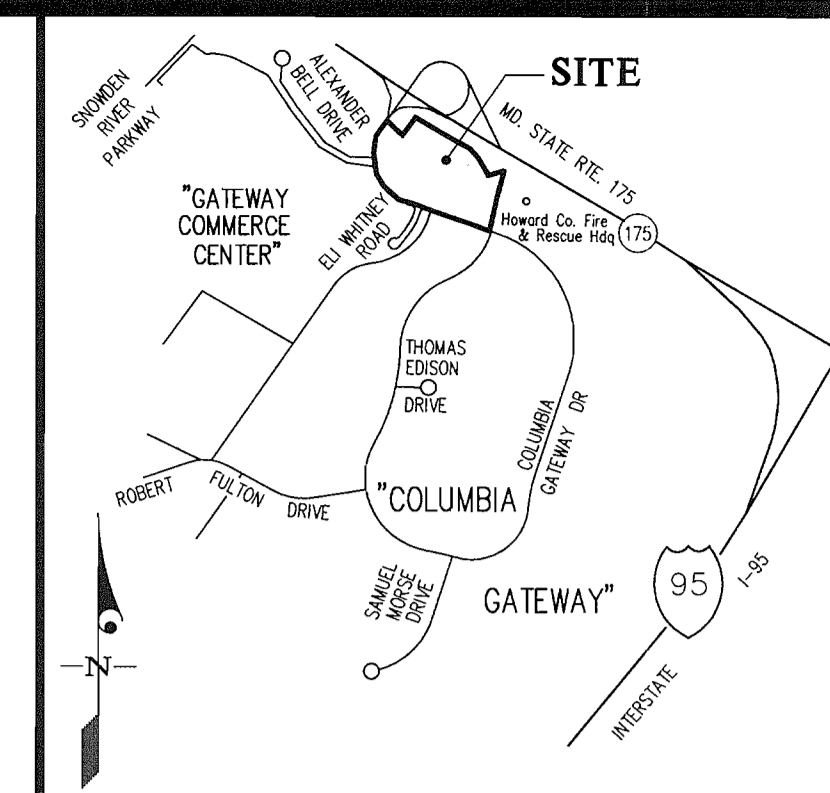 SITE
SNOWDEN
RIVER
PARKWAY
ALEXANDER
BELL DRIVE
MD. STATE RTE. 175
"GATEWAY
COMMERCE
CENTER"
ELI WHITNEY
ROAD
Howard Co. Fire
& Rescue Hdq
175
THOMAS
EDISON
DRIVE
COLUMBIA
GATEWAY DR
ROBERT
FULTON
DRIVE
"COLUMBIA
GATEWAY"
SAMUEL
MORSE
DRIVE
95
I-95
INTERSTATE
N